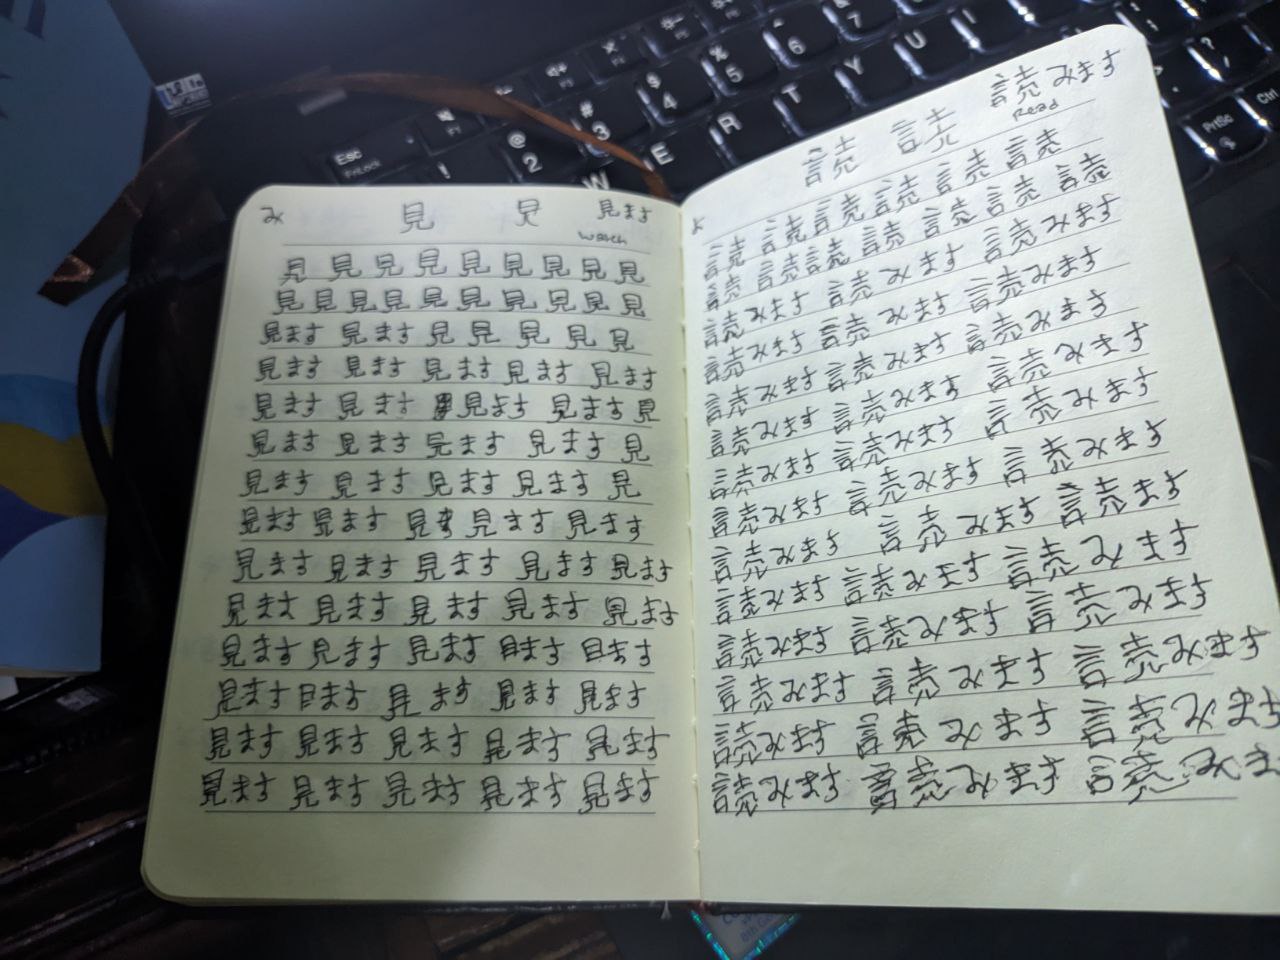 み 見 見 見ます
watch
見 見 見 見 見 見 見 見 見
見 見 見 見 見 見 見 見 見 見
見ます 見ます 見 見 見 見 見
見ます 見ます 見ます 見ます 見ます
見ます 見ます 見ます 見ます 見
見ます 見ます 見ます 見ます 見
見ます 見ます 見ます 見ます 見
見ます 見ます 見 見ます 見ます
見ます 見ます 見ます 見ます 見ます
見ます 見ます 見ます 見ます 見ます
見ます 見ます 見ます 見ます 見ます
見ます 見ます 見ます 見ます 見ます
見ます 見ます 見ます 見ます 見ます
見ます 見ます 見ます 見ます 見ます
よ 読 読 読みます
Read
読 読 読 読 読 読
読 読 読 読 読 読 読
読みます 読みます 読みます
読みます 読みます 読みます
読みます 読みます 読みます
読みます 読みます 読みます
読みます 読みます 読みます
読みます 読みます 読みます
読みます 読みます 読ます
読みます 読みます 読みます
読みます 読みます 読みます
読みます 読みます 読みます
読みます 読みます 読みます
読みます 読みます 読みます
Esc
FnLock
@
2
#
3
$
4
%
5
^
6
&
7
W
E
R
T
Y
U
I
?
PrtSc
Ctrl